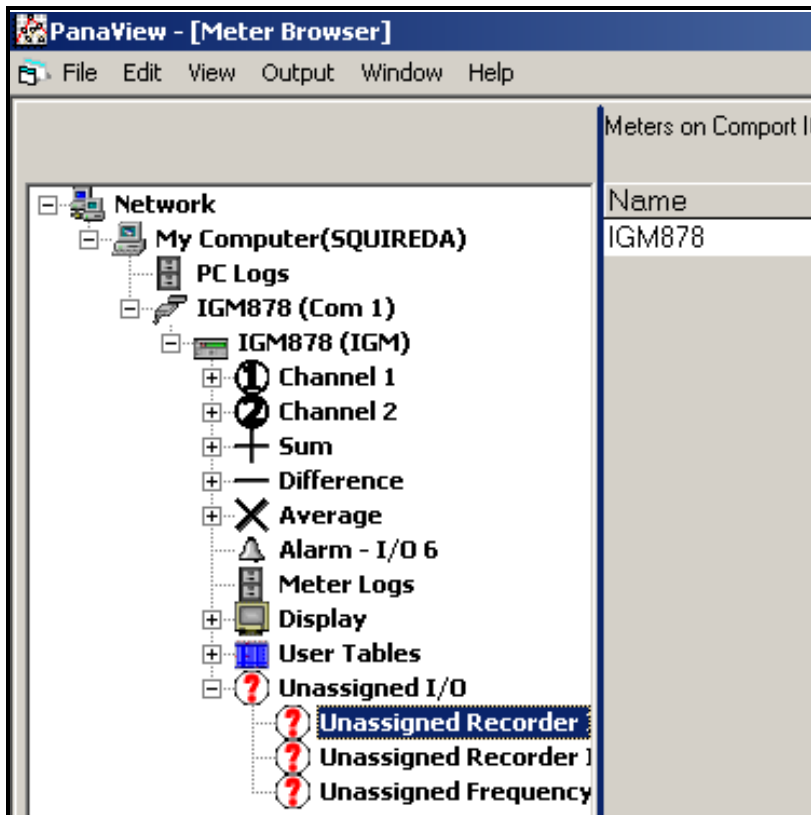 PanaView - [Meter Browser]
File Edit View Output Window Help
Meters on Comport
Name
IGM878
Network
My Computer(SQUIREDA)
PC Logs
IGM878 (Com 1)
IGM878 (IGM)
1 Channel 1
2 Channel 2
Sum
Difference
Average
Alarm - I/O 6
Meter Logs
Display
User Tables
? Unassigned I/O
? Unassigned Recorder
? Unassigned Recorder
? Unassigned Frequency